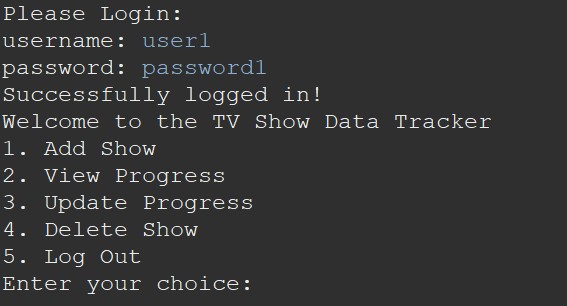 Please Login:
username: user1
password: password1
Successfully logged in!
Welcome to the TV Show Data Tracker
1. Add Show
2. View Progress
3. Update Progress
4. Delete Show
5. Log Out
Enter your choice: